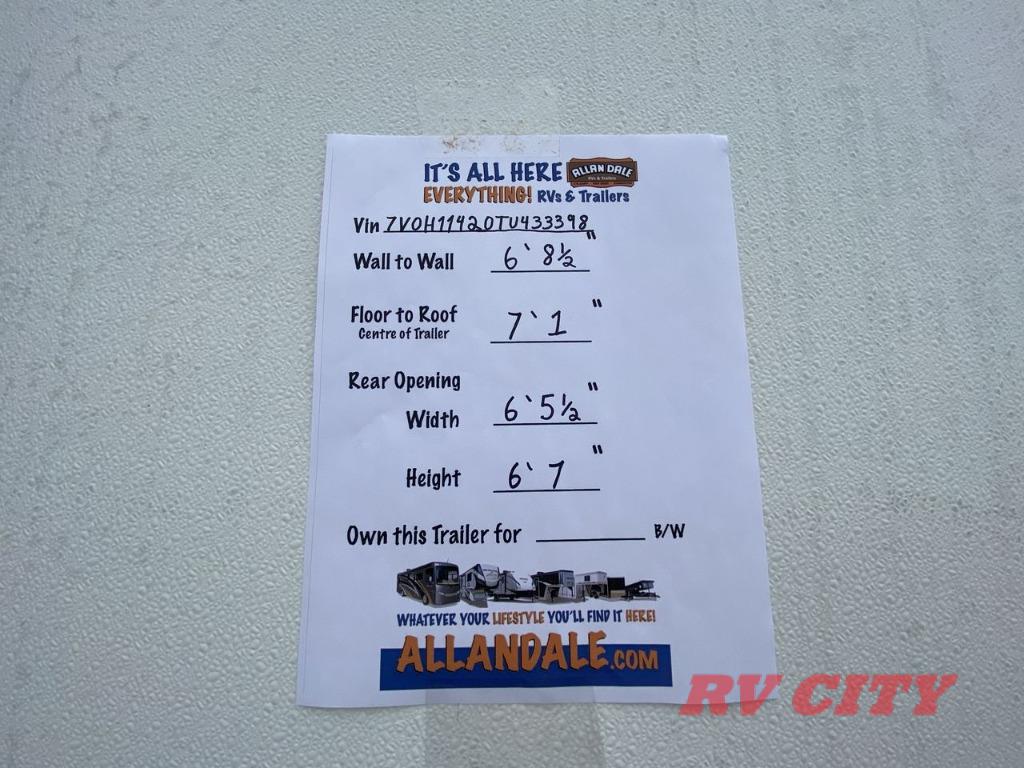 IT'S ALL HERE ALLAN DALE
EVERYTHING! RVs & Trailers
Vin 7V0H11420TU433398
Wall to Wall 6' 8½"
Floor to Roof 7' 1"
Centre of Trailer
Rear Opening
Width 6' 5½"
Height 6' 7"
Own this Trailer for B/W
WHATEVER YOUR LIFESTYLE YOU'LL FIND IT HERE!
ALLANDALE.COM
RV CITY